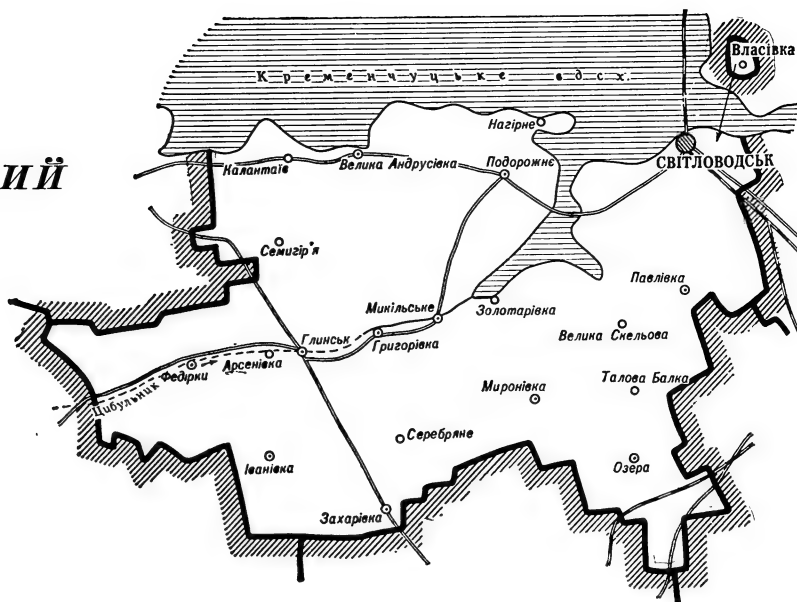 Власівка
Кременчуцьке вдсх.
Нагірне
ИЙ
Калантаїв
Велика Андрусівка
Подорожнє
СВІТЛОВОДСЬК
Семигір'я
Павлівка
Микільське
Золотарівка
Глинськ
Григорівка
Велика Скельова
Федірки
Арсенівка
Цибульник
Миронівка
Талова Балка
Серебряне
Іванівка
Озера
Захарівка